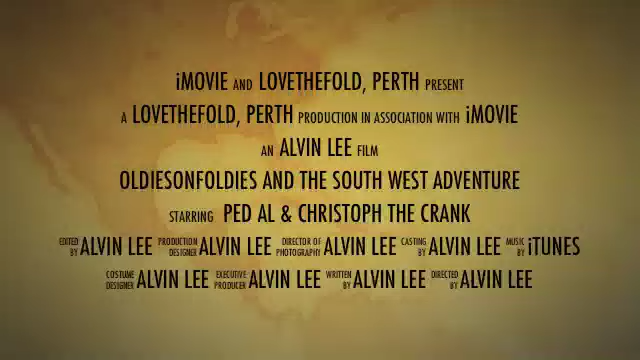 iMOVIE AND LOVETHEFOLD, PERTH PRESENT
A LOVETHEFOLD, PERTH PRODUCTION IN ASSOCIATION WITH iMOVIE
AN ALVIN LEE FILM
OLDIESONFOLDIES AND THE SOUTH WEST ADVENTURE
STARRING PED AL & CHRISTOPH THE CRANK
EDITED BY ALVIN LEE PRODUCTION DESIGNER ALVIN LEE DIRECTOR OF PHOTOGRAPHY ALVIN LEE CASTING BY ALVIN LEE MUSIC BY iTUNES
COSTUME DESIGNER ALVIN LEE EXECUTIVE PRODUCER ALVIN LEE WRITTEN BY ALVIN LEE DIRECTED BY ALVIN LEE